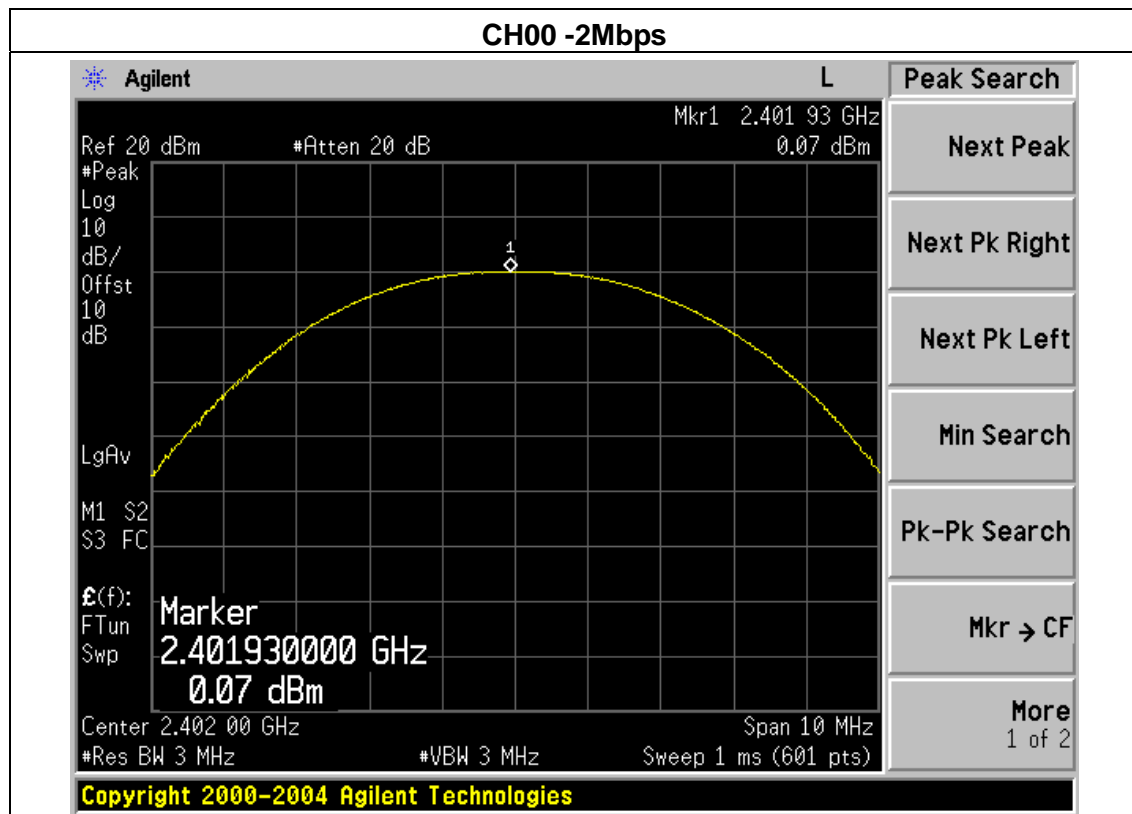 CH00 -2Mbps
Agilent L Peak Search
Mkr1 2.401 93 GHz
Ref 20 dBm #Atten 20 dB 0.07 dBm
#Peak
Log
10
dB/
Offst
10
dB
1
LgAv
M1 S2
S3 FC
£(f):
FTun
Swp
Marker
2.401930000 GHz
0.07 dBm
Center 2.402 00 GHz Span 10 MHz
#Res BW 3 MHz #VBW 3 MHz Sweep 1 ms (601 pts)
Next Peak
Next Pk Right
Next Pk Left
Min Search
Pk-Pk Search
Mkr → CF
More
1 of 2
Copyright 2000-2004 Agilent Technologies